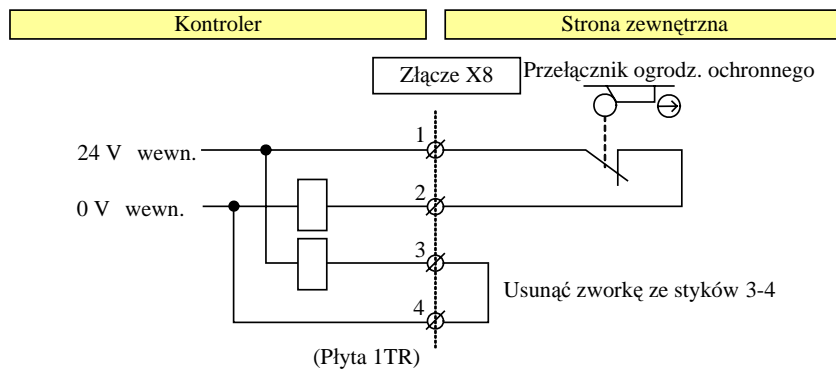 Kontroler
Strona zewnętrzna
Złącze X8
Przełącznik ogrodz. ochronnego
1
24 V wewn.
2
0 V wewn.
3
Usunąć zworkę ze styków 3-4
4
(Płyta 1TR)